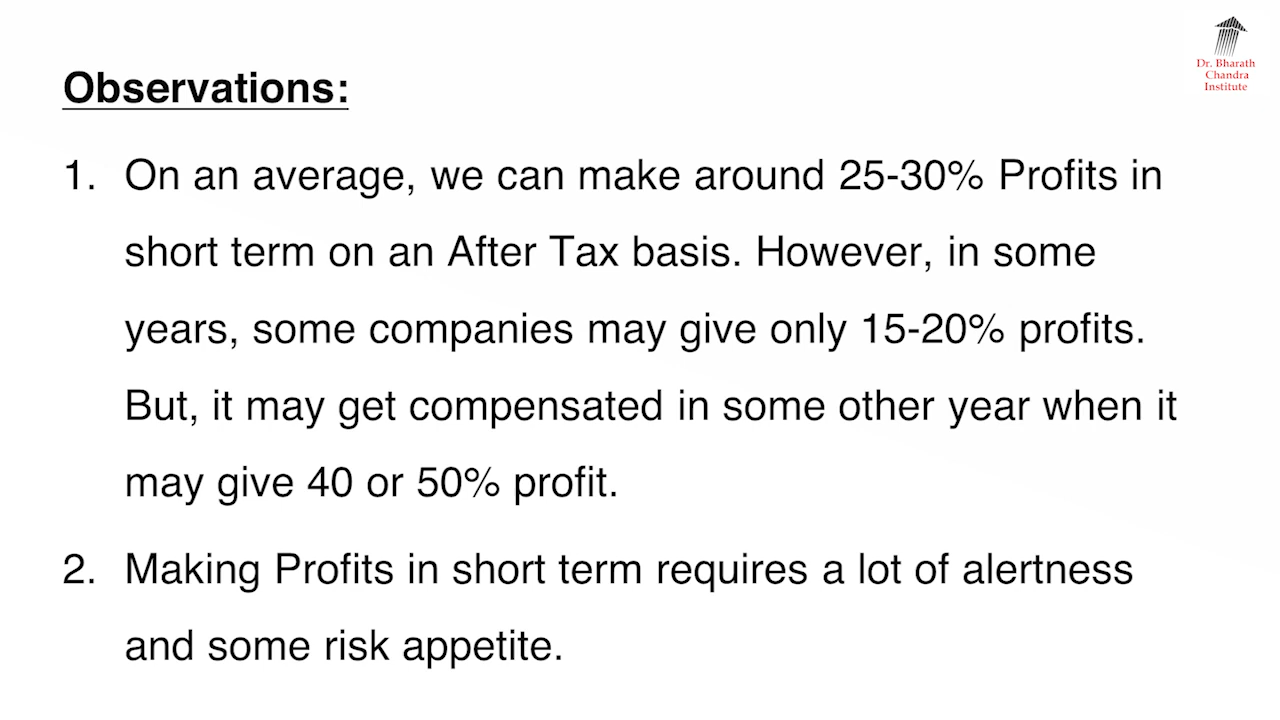 Dr. Bharath
Chandra
Institute
Observations:
1. On an average, we can make around 25-30% Profits in
short term on an After Tax basis. However, in some
years, some companies may give only 15-20% profits.
But, it may get compensated in some other year when it
may give 40 or 50% profit.
2. Making Profits in short term requires a lot of alertness
and some risk appetite.